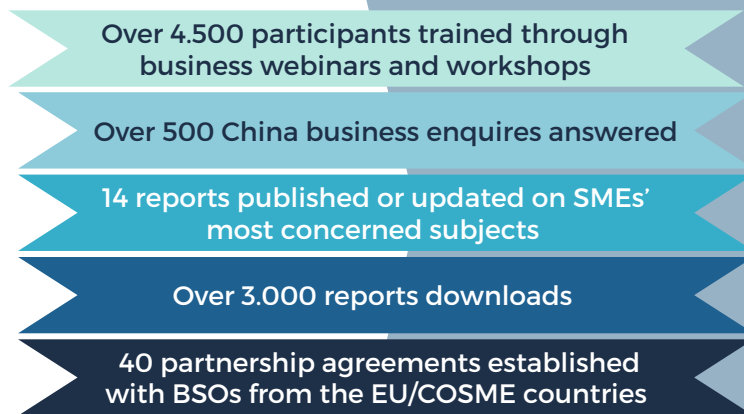 Over 4.500 participants trained through
business webinars and workshops
Over 500 China business enquires answered
14 reports published or updated on SMEs’
most concerned subjects
Over 3.000 reports downloads
40 partnership agreements established
with BSOs from the EU/COSME countries